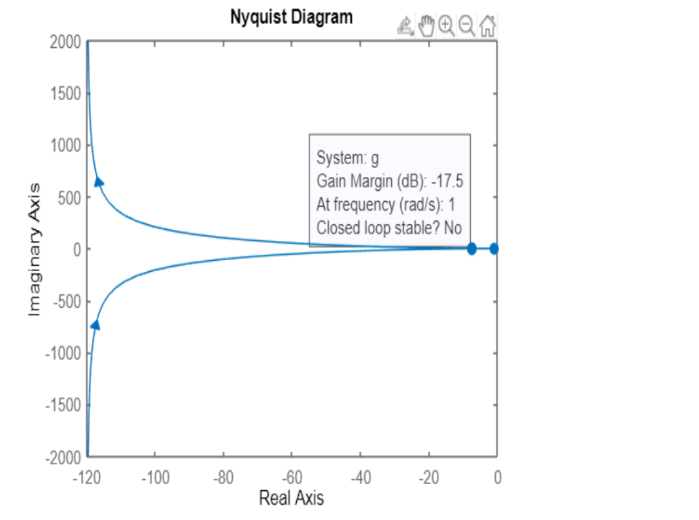 Nyquist Diagram
2000
1500
1000
500
0
-500
-1000
-1500
-2000
Imaginary Axis
System: g
Gain Margin (dB): -17.5
At frequency (rad/s): 1
Closed loop stable? No
-120 -100 -80 -60 -40 -20 0
Real Axis